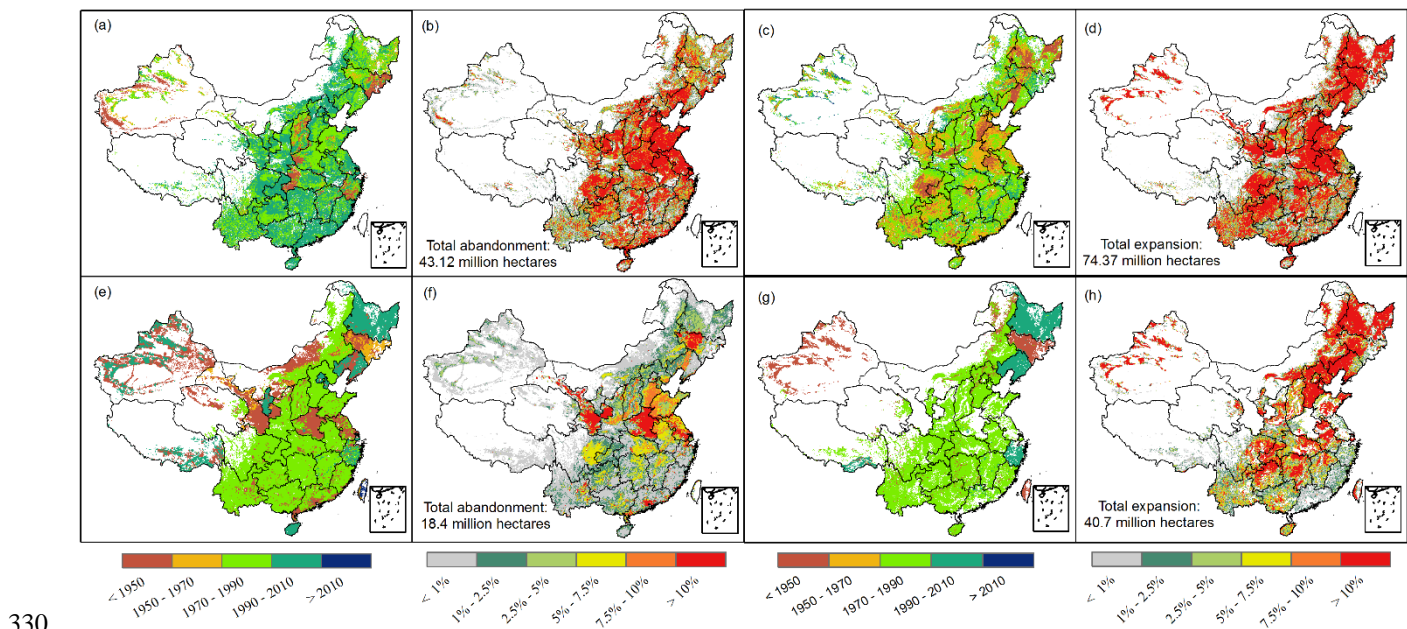 (a)
(b)
(c)
(d)
Total abandonment:
43.12 million hectares
Total expansion:
74.37 million hectares
(e)
(f)
(g)
(h)
Total abandonment:
18.4 million hectares
Total expansion:
40.7 million hectares
< 1950
1950 - 1970
1970 - 1990
1990 - 2010
> 2010
< 1%
1% - 2.5%
2.5% - 5%
5% - 7.5%
7.5% - 10%
> 10%
< 1950
1950 - 1970
1970 - 1990
1990 - 2010
> 2010
< 1%
1% - 2.5%
2.5% - 5%
5% - 7.5%
7.5% - 10%
> 10%
330